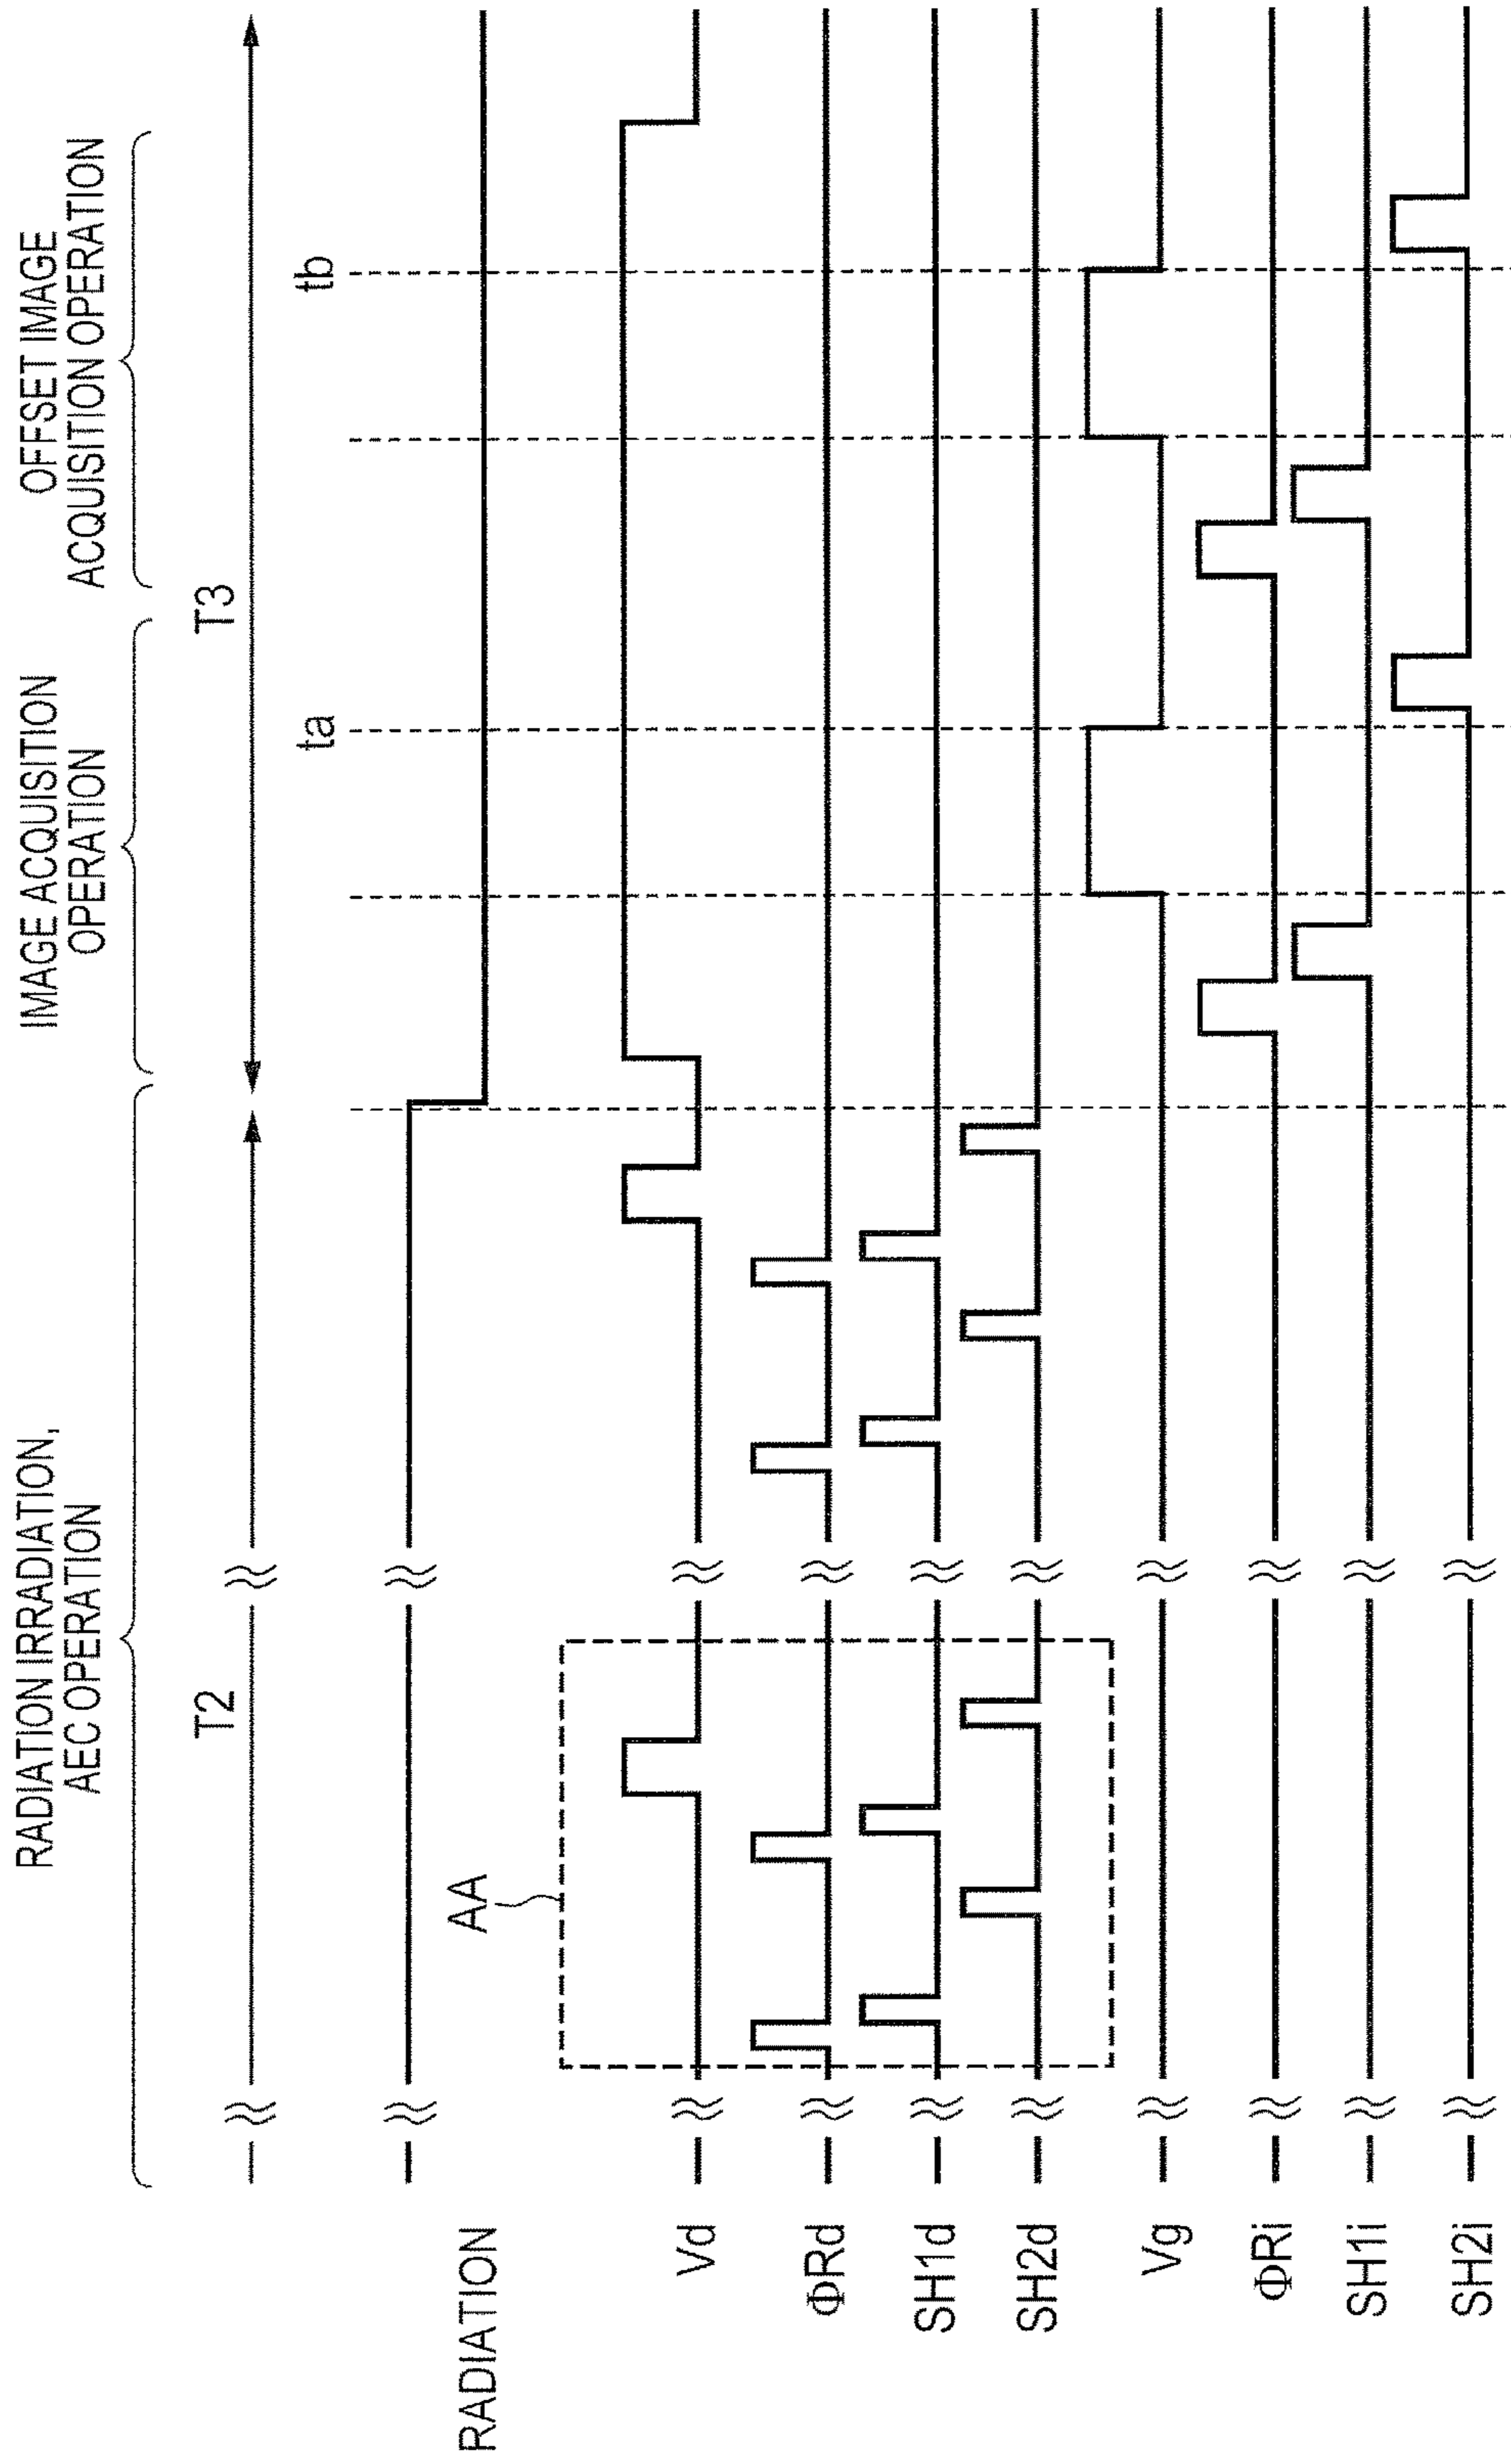 RADIATION IRRADIATION,
AEC OPERATION
IMAGE ACQUISITION
OPERATION
OFFSET IMAGE
ACQUISITION OPERATION
T2
T3
ta
tb
RADIATION
AA
Vd
ΦRd
SH1d
SH2d
Vg
ΦRi
SH1i
SH2i